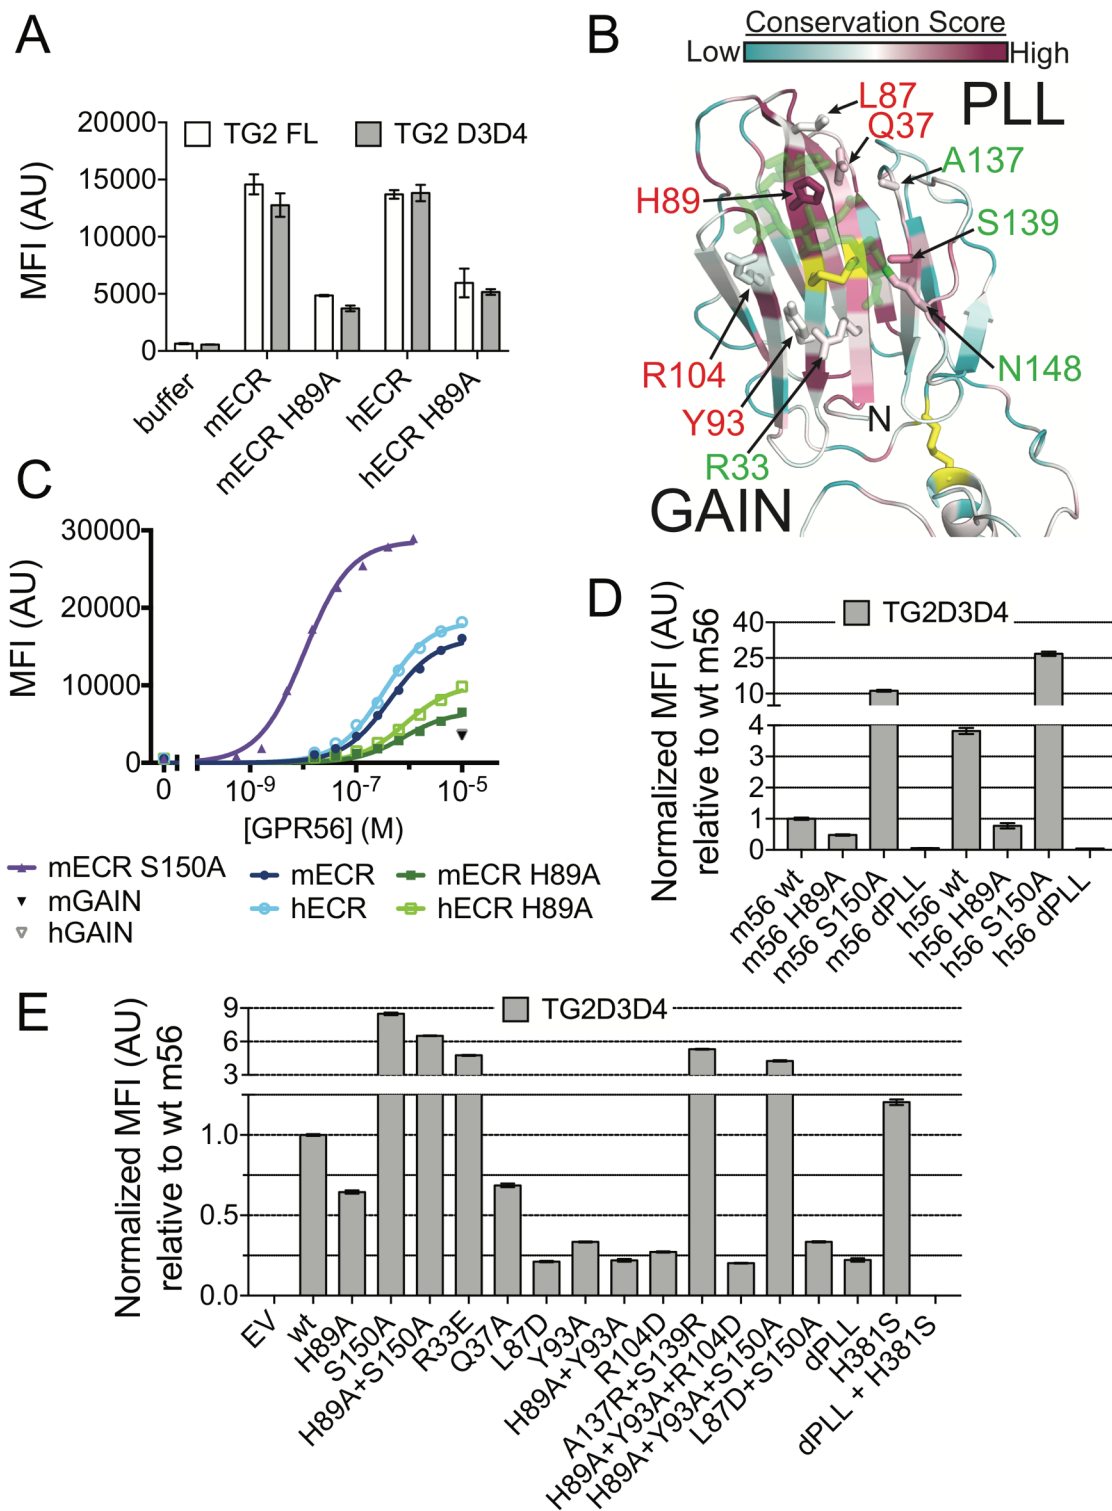 A
20000
15000
10000
5000
0
MFI (AU)
TG2 FL
TG2 D3D4
buffer
mECR
mECR H89A
hECR
hECR H89A
B
Conservation Score
Low
High
PLL
L87
Q37
A137
H89
S139
R104
N148
Y93
N
R33
GAIN
C
30000
20000
10000
0
MFI (AU)
0
10-9
10-7
10-5
[GPR56] (M)
mECR S150A
mECR
mECR H89A
mGAIN
hECR
hECR H89A
hGAIN
D
Normalized MFI (AU)
relative to wt m56
TG2D3D4
40
25
10
4
3
2
1
0
m56 wt
m56 H89A
m56 S150A
m56 dPLL
h56 wt
h56 H89A
h56 S150A
h56 dPLL
E
Normalized MFI (AU)
relative to wt m56
TG2D3D4
9
6
3
1.0
0.5
0.0
EV
wt
H89A
S150A
H89A+S150A
R33E
Q37A
L87D
Y93A
H89A+Y93A
R104D
A137R+S139R
H89A+Y93A+R104D
H89A+Y93A+S150A
L87D+S150A
dPLL
H381S
dPLL + H381S